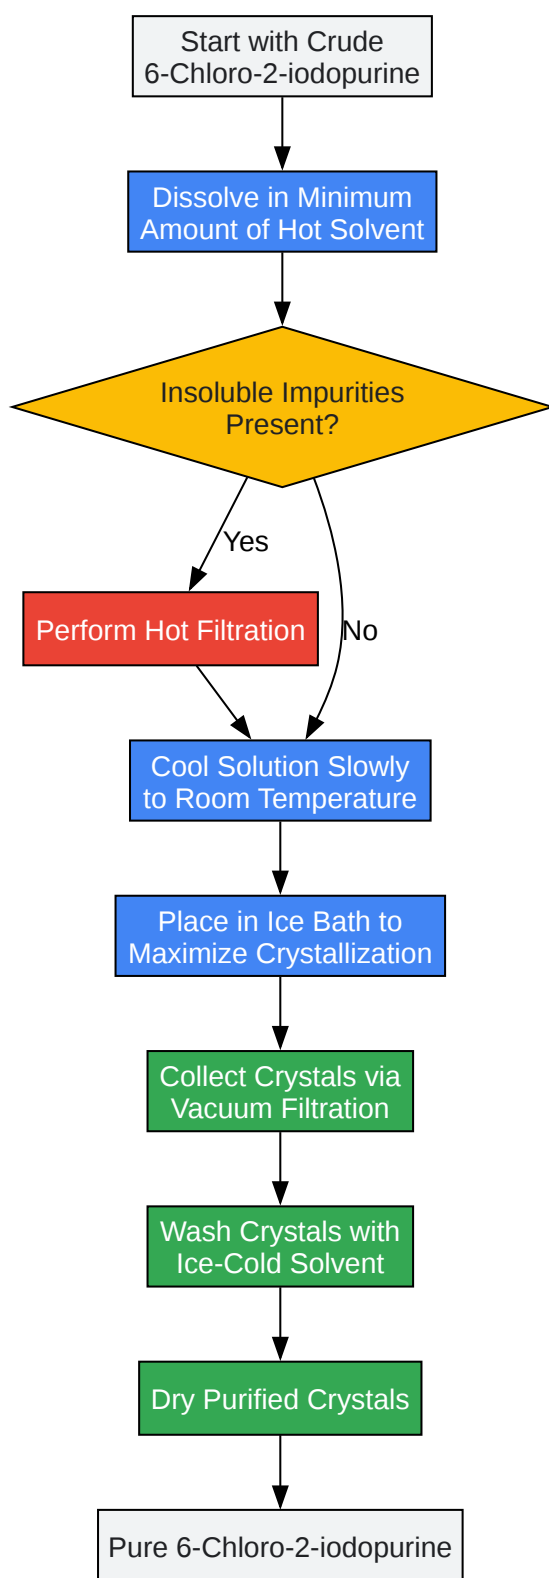 Start with Crude
6-Chloro-2-iodopurine
Dissolve in Minimum
Amount of Hot Solvent
Insoluble Impurities
Present?
Yes
Perform Hot Filtration
No
Cool Solution Slowly
to Room Temperature
Place in Ice Bath to
Maximize Crystallization
Collect Crystals via
Vacuum Filtration
Wash Crystals with
Ice-Cold Solvent
Dry Purified Crystals
Pure 6-Chloro-2-iodopurine